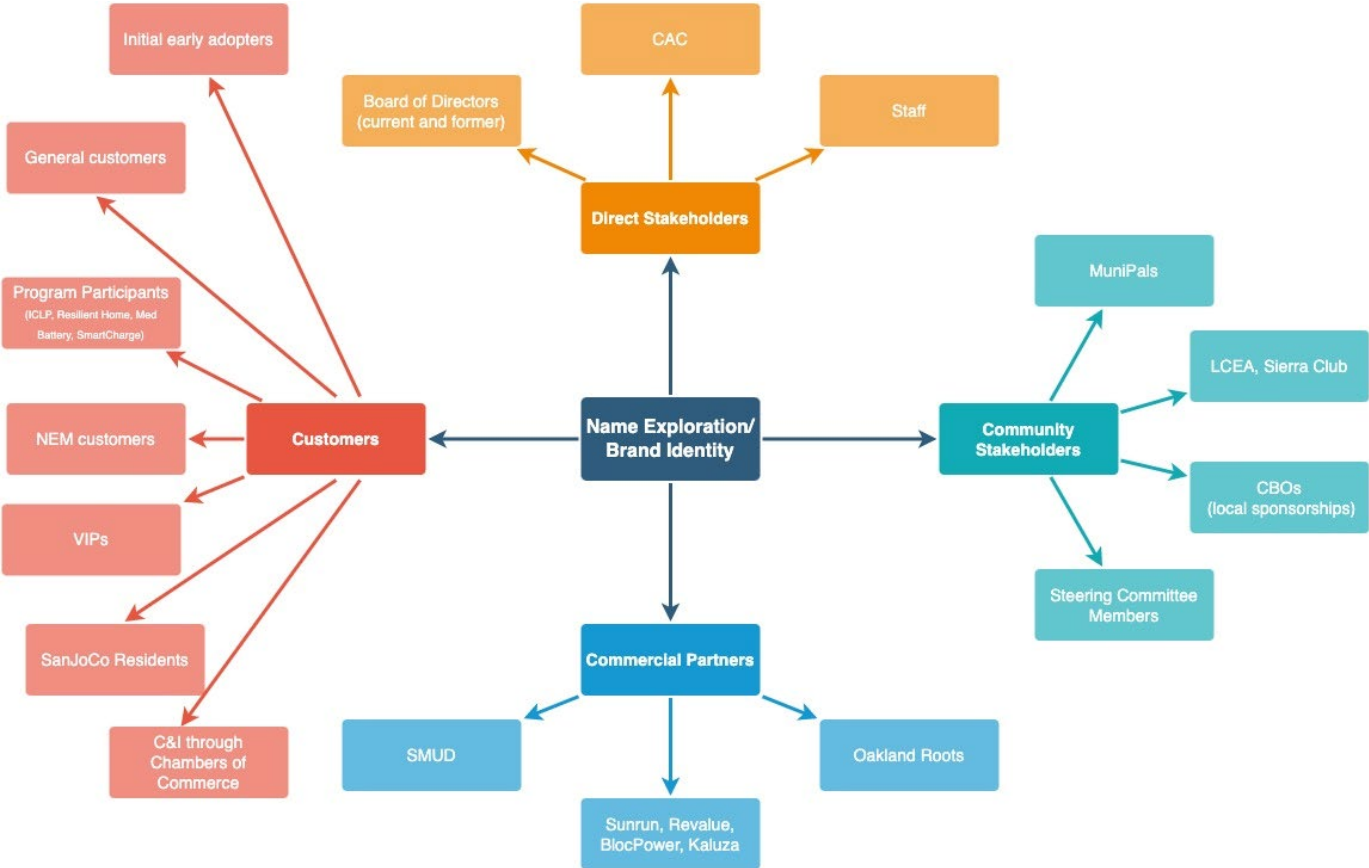 Initial early adopters
CAC
Board of Directors
(current and former)
Staff
General customers
Direct Stakeholders
MuniPals
Program Participants
(ICLP, Resilient Home, Med
Battery, SmartCharge)
LCEA, Sierra Club
NEM customers
Customers
Name Exploration/
Brand Identity
Community
Stakeholders
CBOs
(local sponsorships)
VIPs
Steering Committee
Members
SanJoCo Residents
Commercial Partners
C&I through
Chambers of
Commerce
SMUD
Oakland Roots
Sunrun, Revalue,
BlocPower, Kaluza